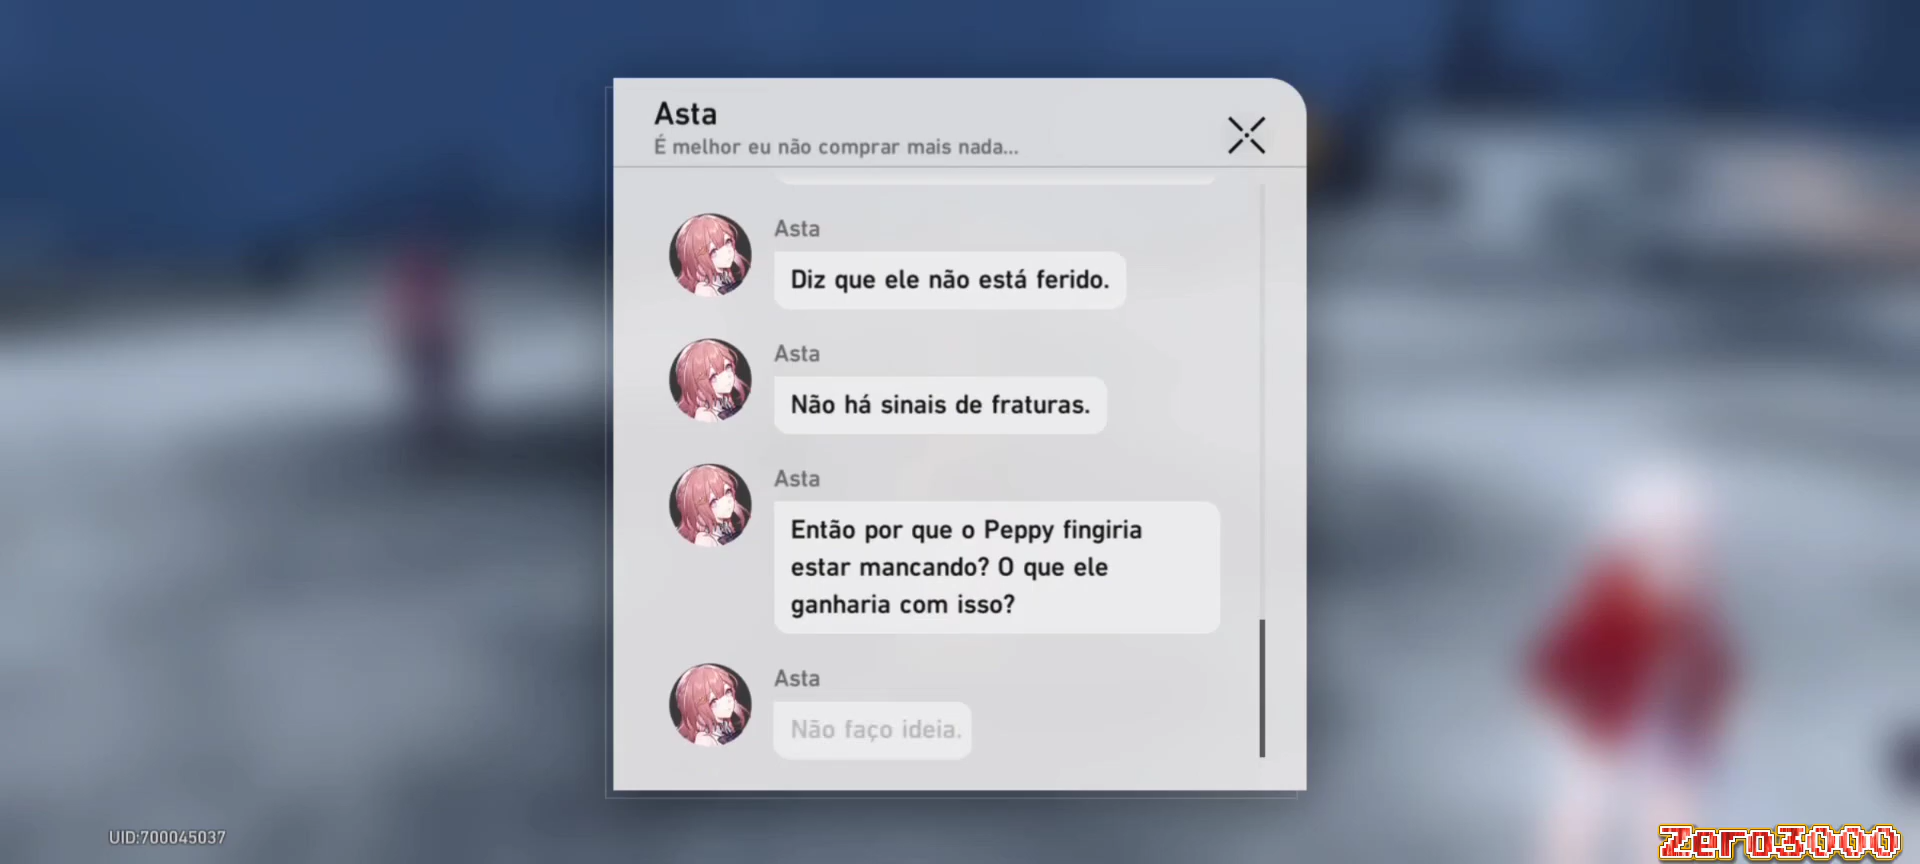 Asta
É melhor eu não comprar mais nada...
Asta
Diz que ele não está ferido.
Asta
Não há sinais de fraturas.
Asta
Então por que o Peppy fingiria
estar mancando? O que ele
ganharia com isso?
Asta
Não faço ideia.
UID:700045037
Zero3000